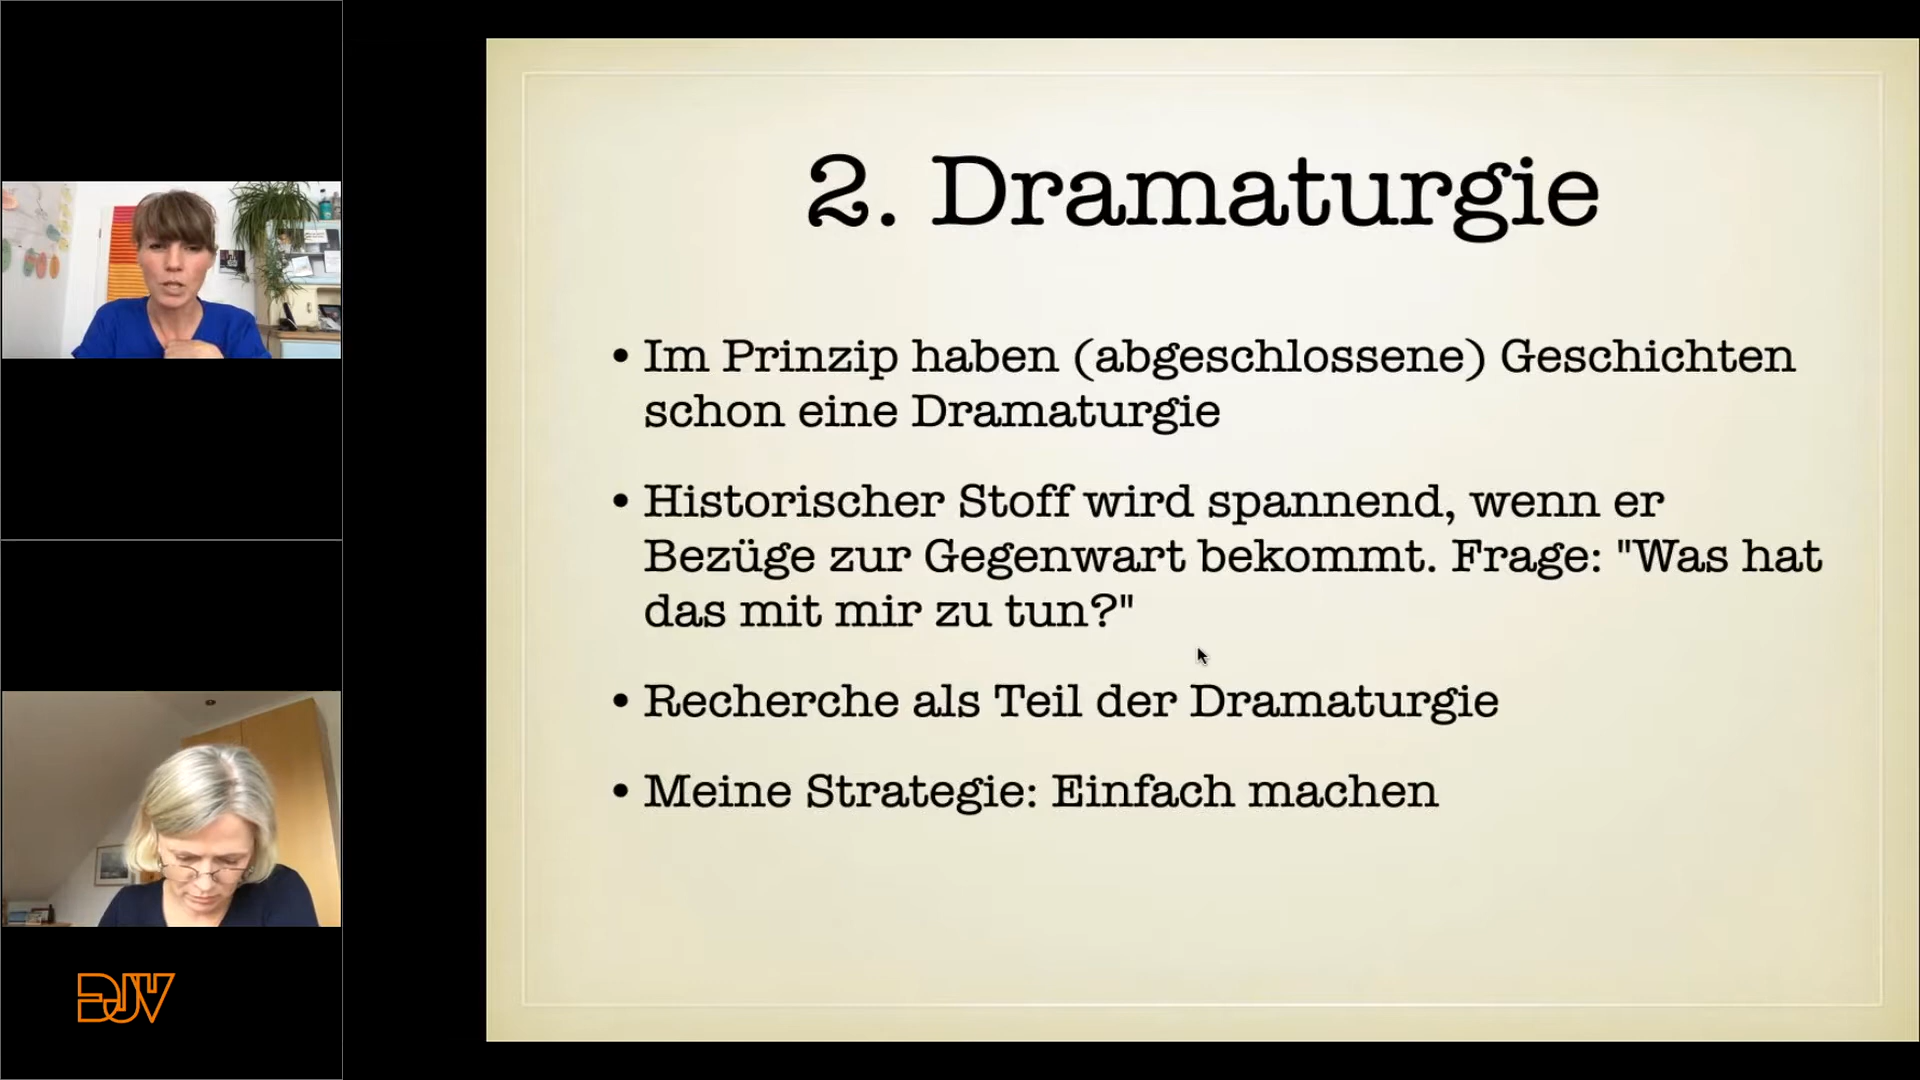 2. Dramaturgie
• Im Prinzip haben (abgeschlossene) Geschichten
schon eine Dramaturgie
• Historischer Stoff wird spannend, wenn er
Bezüge zur Gegenwart bekommt. Frage: "Was hat
das mit mir zu tun?"
• Recherche als Teil der Dramaturgie
• Meine Strategie: Einfach machen
DJV